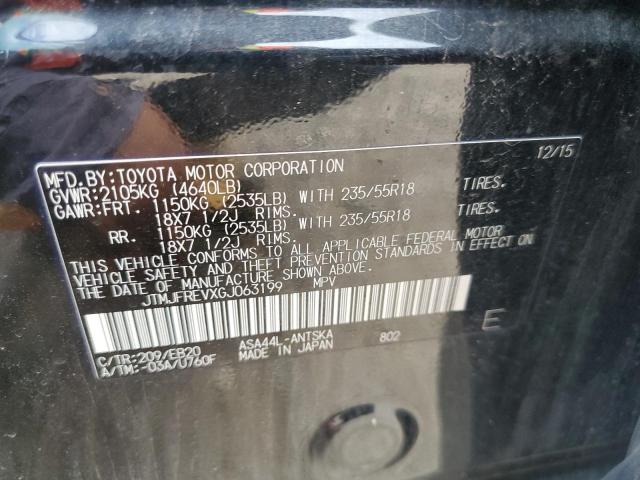 MFD.BY:TOYOTA MOTOR CORPORATION 12/15
GVWR:2105KG (4640LB)
GAWR:FRT. 1150KG (2535LB) WITH 235/55R18 TIRES.
18X7 1/2J RIMS.
RR. 1150KG (2535LB) WITH 235/55R18 TIRES.
18X7 1/2J RIMS.
THIS VEHICLE CONFORMS TO ALL APPLICABLE FEDERAL MOTOR
VEHICLE SAFETY AND THEFT PREVENTION STANDARDS IN EFFECT ON
THE DATE OF MANUFACTURE SHOWN ABOVE.
JTMJFREVXGJ063199 MPV
E
C/TR:209/EB20 ASA44L-ANTSKA 802
A/TM:-03A/U760F MADE IN JAPAN